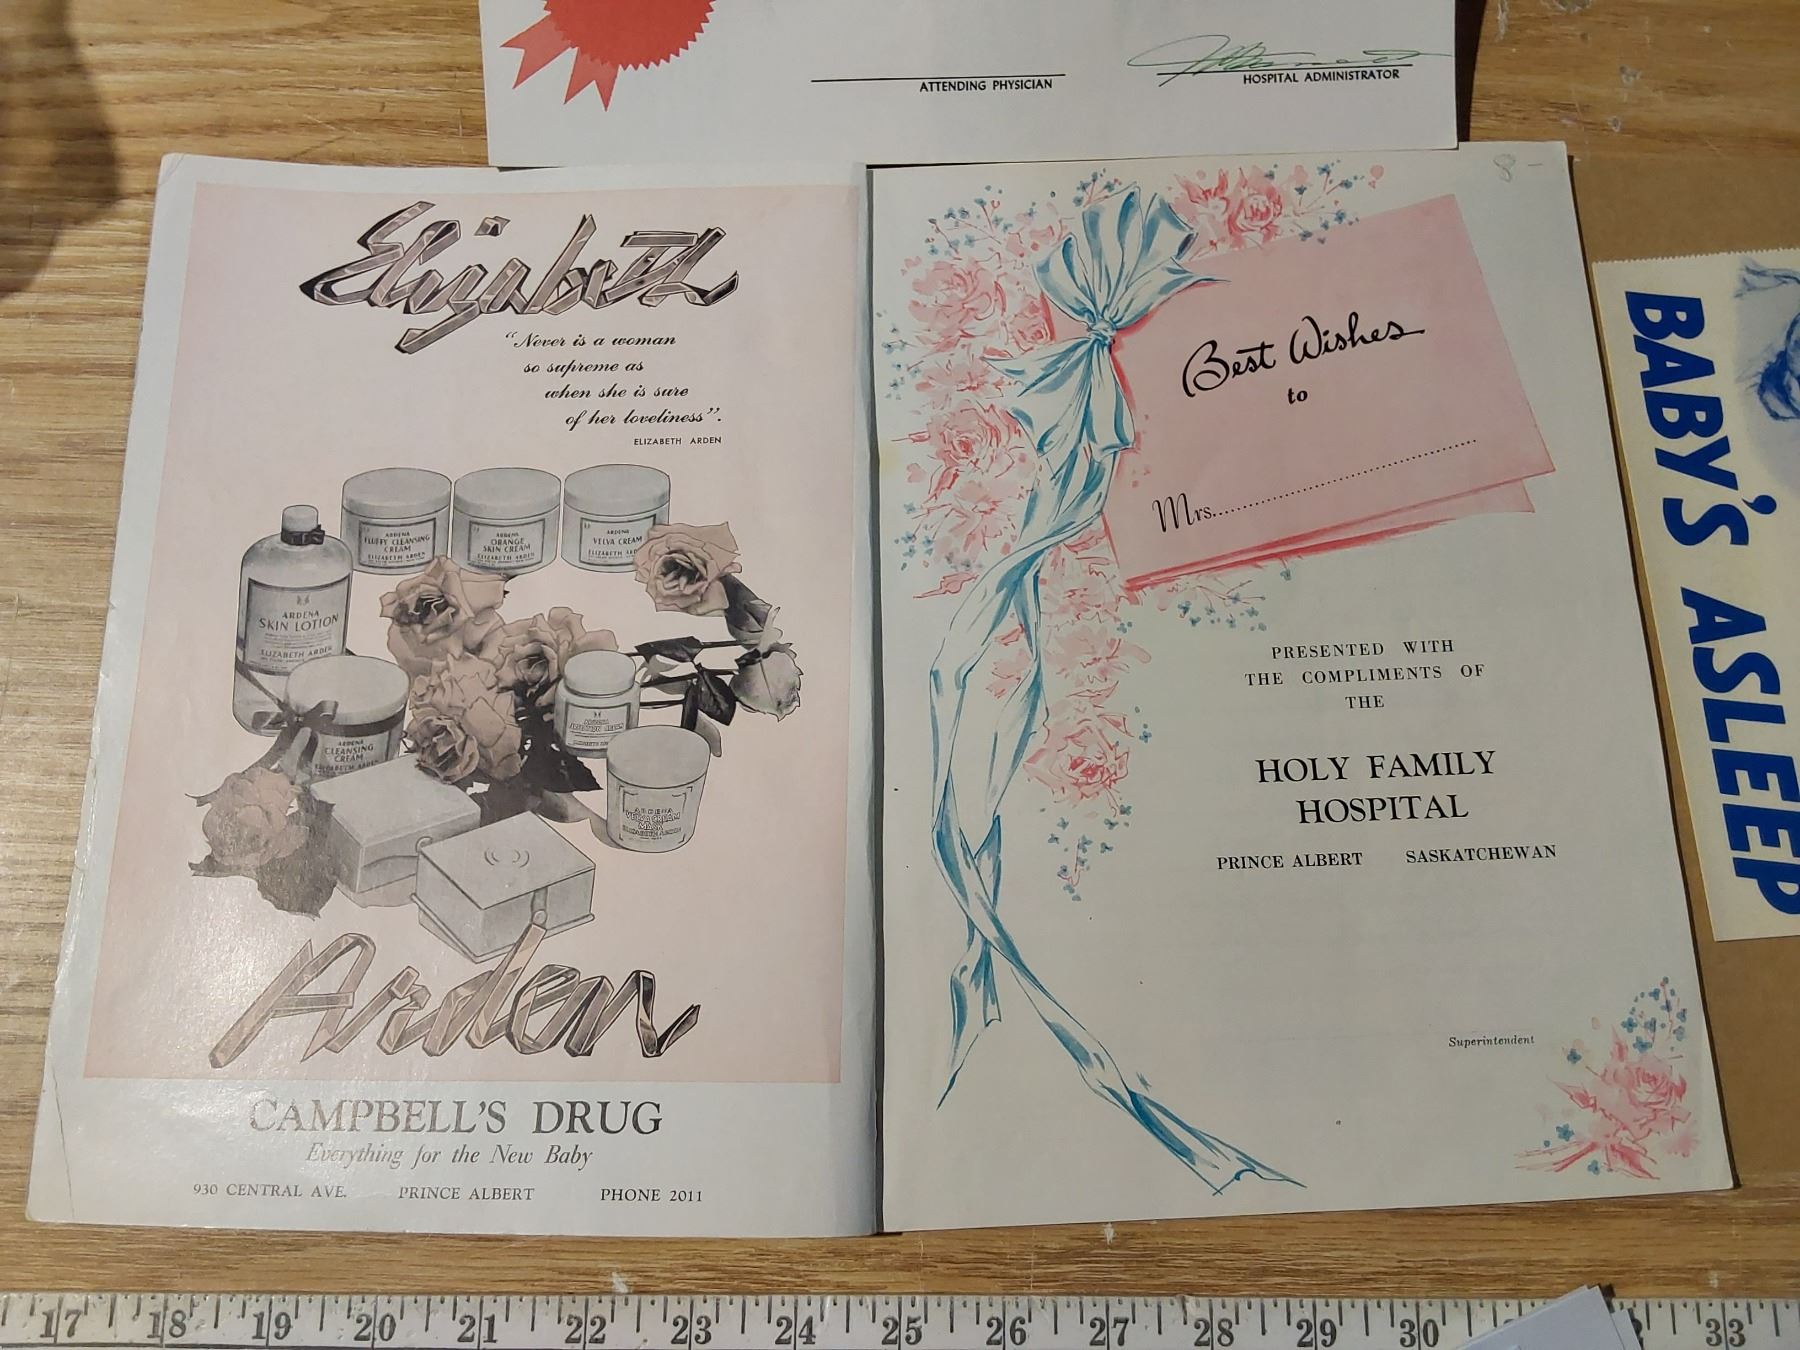 ATTENDING PHYSICIAN
HOSPITAL ADMINISTRATOR
Elizabeth
"Never is a woman
so supreme as
when she is sure
of her loveliness".
ELIZABETH ARDEN
ARDENA
FLUFFY CLEANSING
CREAM
ELIZABETH ARDEN
ARDENA
ORANGE
SKIN CREAM
ELIZABETH ARDEN
ARDENA
VELVA CREAM
ELIZABETH ARD
ARDENA
SKIN LOTION
ELIZABETH ARDEN
ARDENA
CLEANSING
CREAM
ELIZABETH ARDEN
ARDENA
VELVA CREAM
MASK
ELIZABETH ARDEN
Arden
CAMPBELL'S DRUG
Everything for the New Baby
930 CENTRAL AVE. PRINCE ALBERT PHONE 2011
8 -
Best Wishes
to
Mrs.
PRESENTED WITH
THE COMPLIMENTS OF
THE
HOLY FAMILY
HOSPITAL
PRINCE ALBERT SASKATCHEWAN
Superintendent
BABY'S ASLEEP
17 18 19 20 21 22 23 24 25 26 27 28 29 30 33